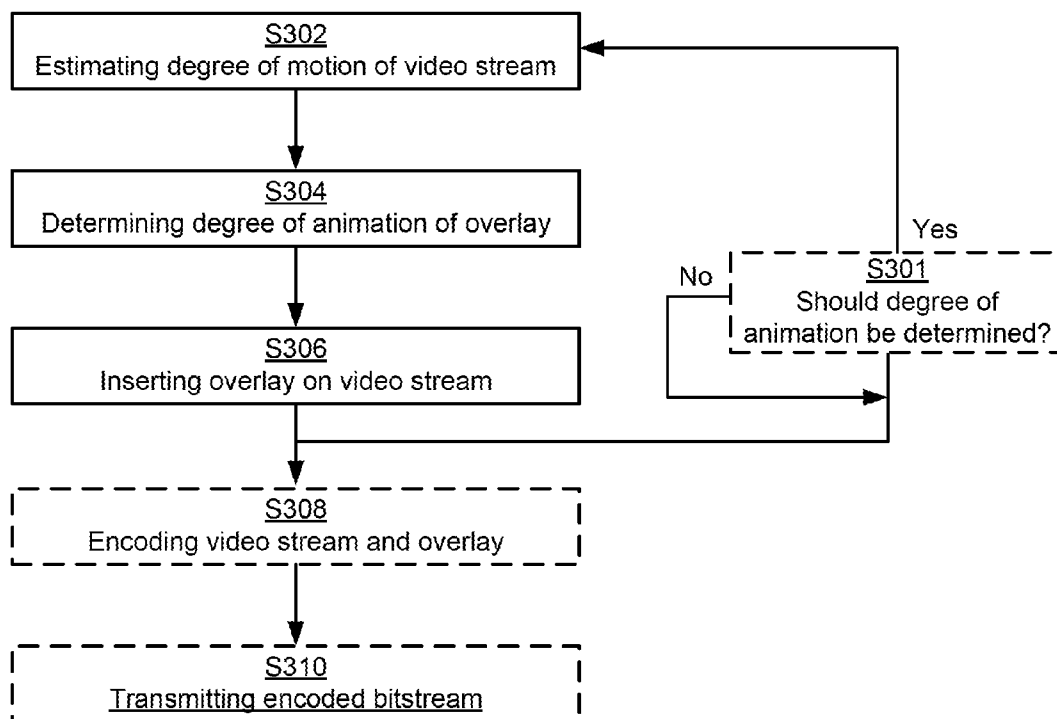 S302
Estimating degree of motion of video stream
S304
Determining degree of animation of overlay
Yes
No
S301
Should degree of
animation be determined?
S306
Inserting overlay on video stream
S308
Encoding video stream and overlay
S310
Transmitting encoded bitstream